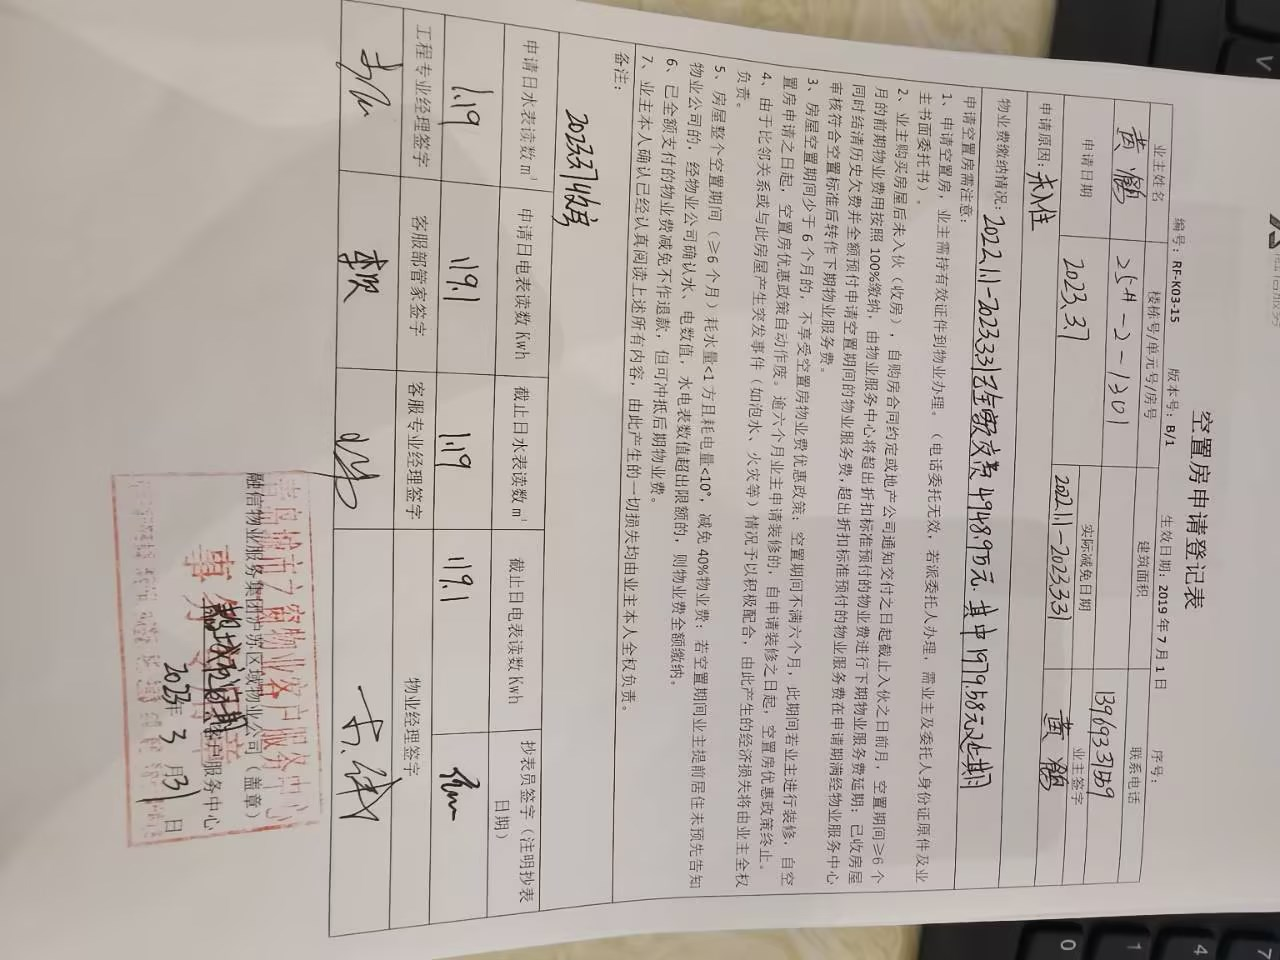 空置房申请登记表
编号：RF-K03-15 版本号：B/1 生效日期：2019年7月1日 序号：
业主姓名 楼栋号/单元号/房号 建筑面积 联系电话
黄鹂 25#-2-1301
申请日期 2023.3.7 实际减免日期 2022.1.1-2023.3.31 业主签字 黄鹂
申请原因：未入住
物业费缴纳情况：2022.1.1-2023.3.31已全额交费4948.95元.其中1979.58元延期
申请空置房需注意：
1、申请空置房，业主需持有效证件到物业办理。（电话委托无效，若派委托人办理，需业主及委托人身份证原件及业
主书面委托书）。
2、业主购买房屋后未入伙（收房），自购房合同约定或地产公司通知交付之日起截止入伙之日前月，空置期间≥6个
月的前期物业费用按照100%缴纳，由物业服务中心将超出折扣标准预付的物业费进行下期物业服务费延期；已收房屋
同时结清历史欠费并全额预付申请空置期间的物业服务费，超出折扣标准预付的物业服务费在申请期满经物业服务中心
审核符合空置标准后转作下期物业服务费。
3、房屋空置期间少于6个月的，不享受空置房物业费优惠政策；空置期间不满六个月，此期间若业主进行装修，自空
置房申请之日起，空置房优惠政策自动作废。逾六个月业主申请装修的，自申请装修之日起，空置房优惠政策终止。
4、由于比邻关系或与此房屋产生突发事件（如泡水、火灾等）情况予以积极配合，由此产生的经济损失将由业主全权
负责。
5、房屋整个空置期间（≥6个月）耗水量<1方且耗电量<10°，减免40%物业费；若空置期间业主提前居住未预先告知
物业公司的，经物业公司确认水、电数值，水电表数值超出限额的，则物业费全额缴纳。
6、已全额支付的物业费减免不作退款，但可冲抵后期物业费。
7、业主本人确认已经认真阅读上述所有内容，由此产生的一切损失均由业主本人全权负责。
备注：
2023.3.7收房
申请日水表读数m³ 申请日电表读数Kwh 截止日水表读数m³ 截止日电表读数Kwh 抄表员签字（注明抄表日期）
1.19 119.1 1.19 119.1
工程专业经理签字 客服部管家签字 客服专业经理签字 物业经理签字
融信物业服务集团沪苏区域物业公司（盖章）
客户服务中心
2023年3月31日